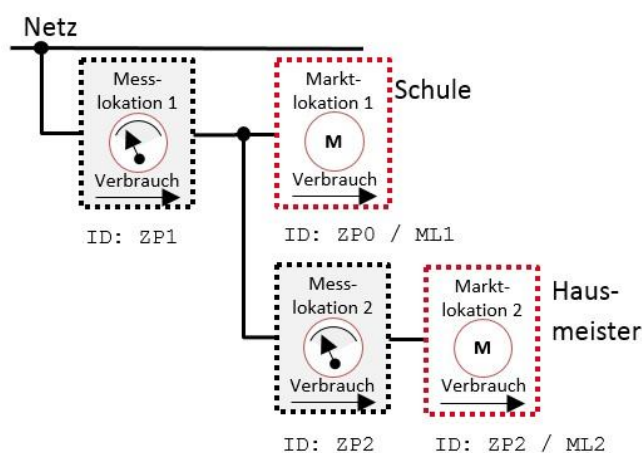 Netz
Mess-
lokation 1
Verbrauch
ID: ZP1
Markt-
lokation 1
M
Verbrauch
Schule
ID: ZP0 / ML1
Mess-
lokation 2
Verbrauch
ID: ZP2
Markt-
lokation 2
M
Verbrauch
Haus-
meister
ID: ZP2 / ML2